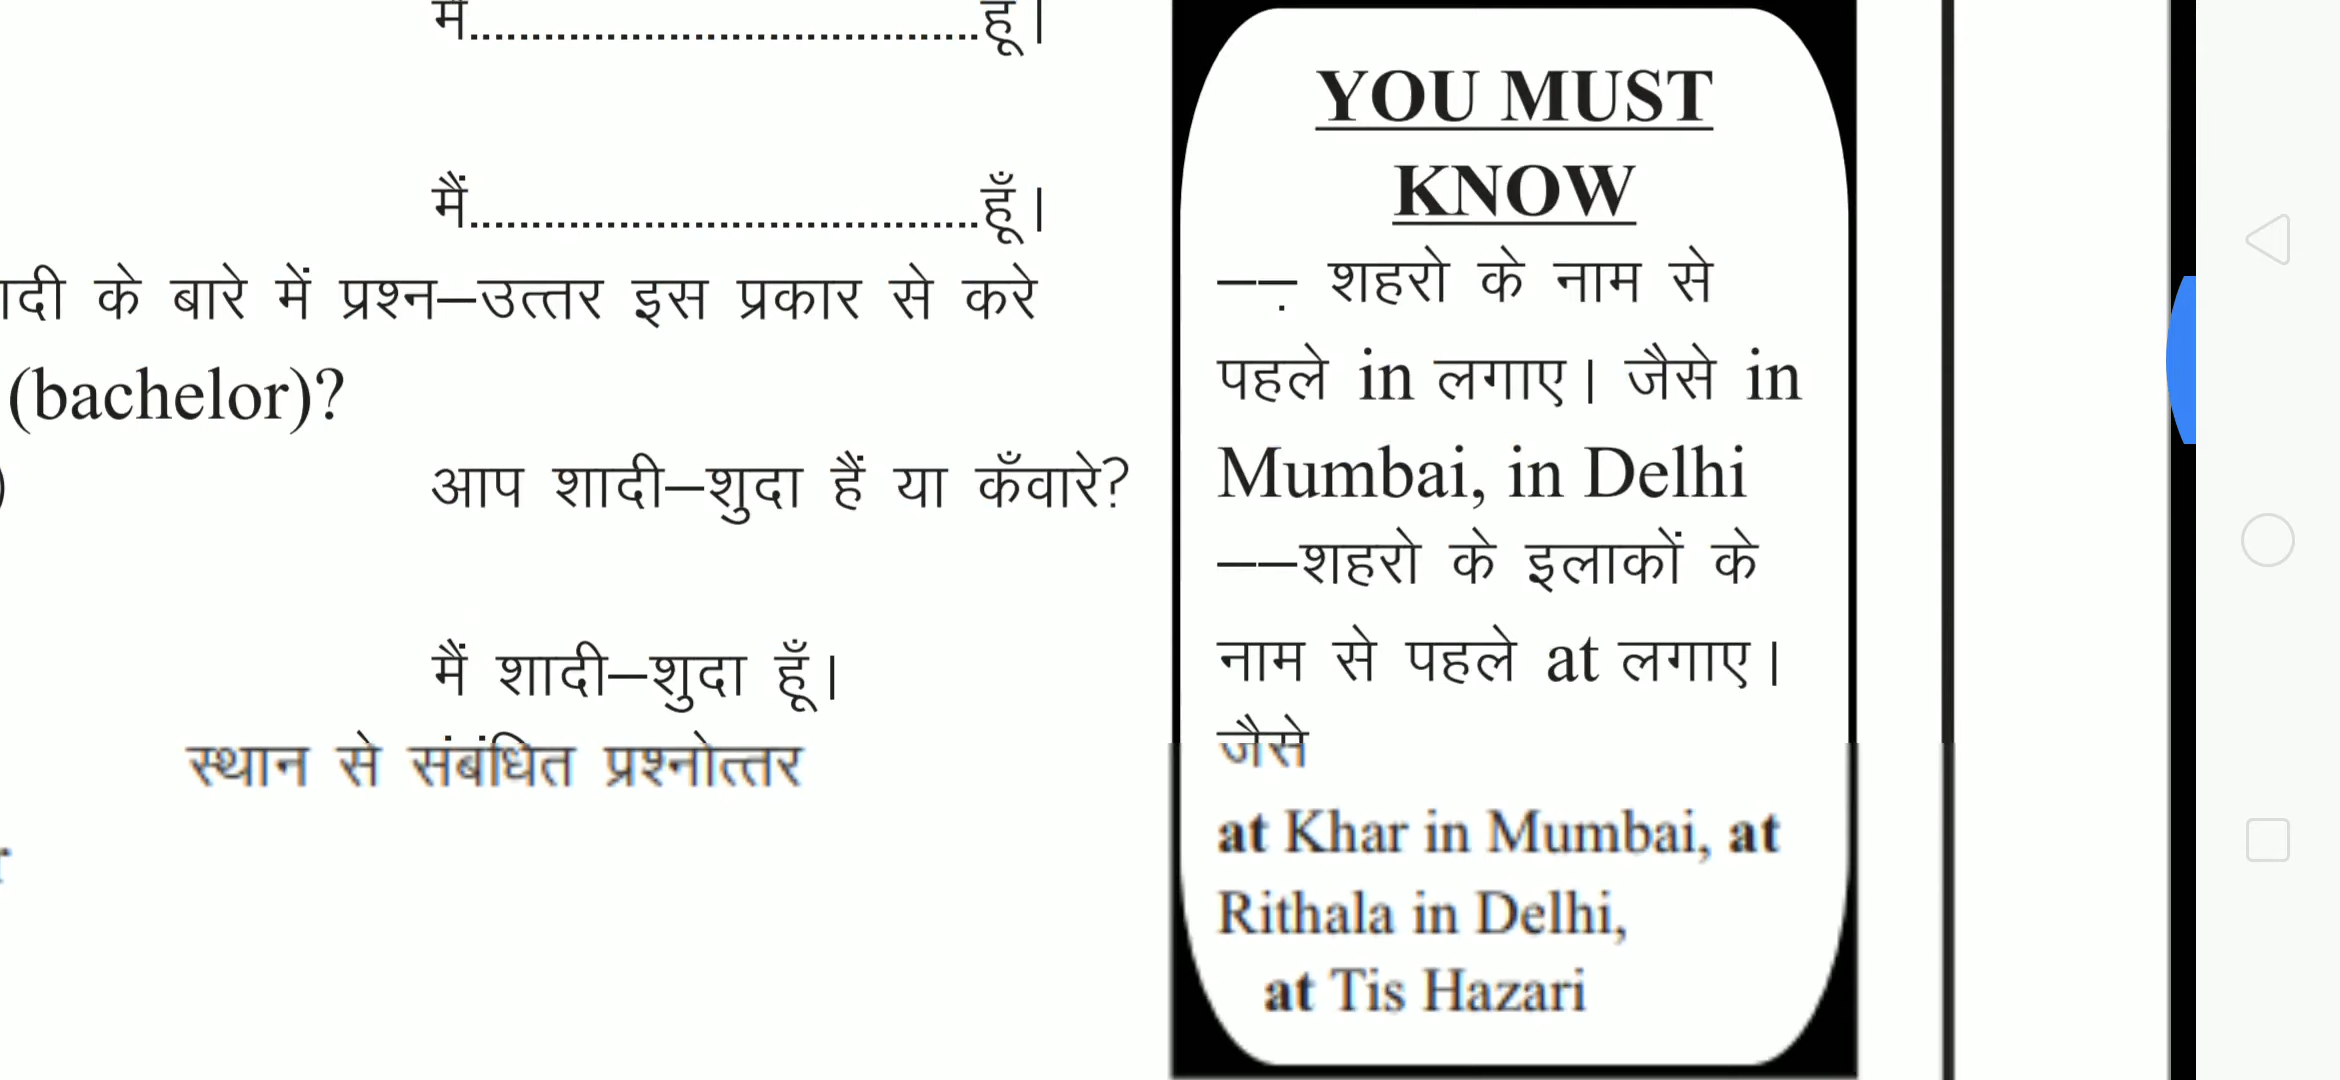 मैं.........................................हूँ।
मैं.........................................हूँ।
के बारे में प्रश्न–उत्तर इस प्रकार से करे
(bachelor)?
आप शादी–शुदा हैं या कँवारे?
मैं शादी–शुदा हूँ।
स्थान से संबंधित प्रश्नोत्तर
YOU MUST
KNOW
—– शहरो के नाम से
पहले in लगाए। जैसे in
Mumbai, in Delhi
——शहरो के इलाकों के
नाम से पहले at लगाए।
जैसे
at Khar in Mumbai, at
Rithala in Delhi,
at Tis Hazari